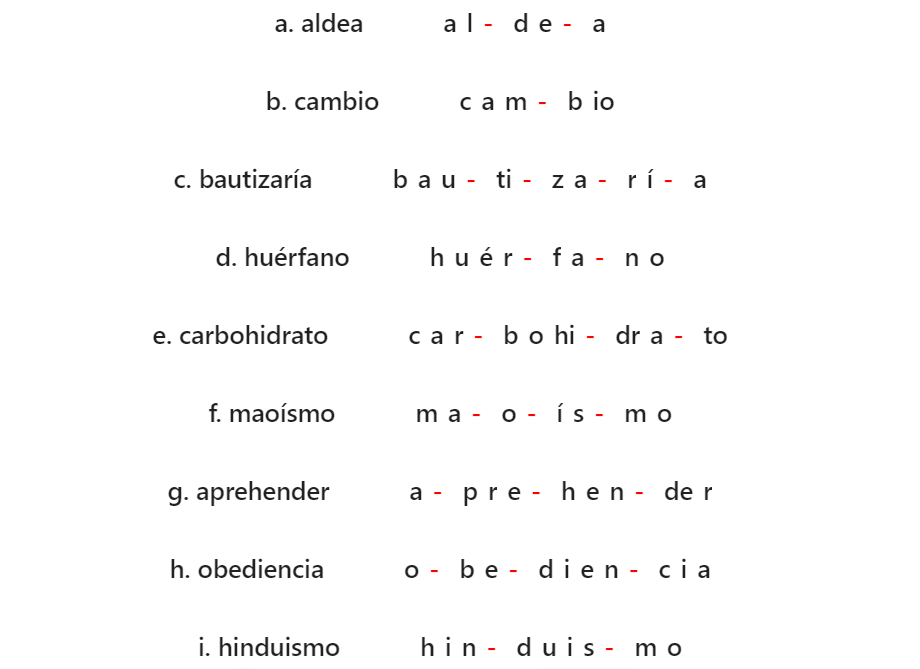 a. aldea al- de- a
b. cambio cam- bio
c. bautizaría bau- ti- za- rí- a
d. huérfano huér- fa- no
e. carbohidrato car- bohi- dra- to
f. maoísmo ma- o- ís- mo
g. aprehender a- pre- hen- der
h. obediencia o- be- dien- cia
i. hinduismo hin- duis- mo